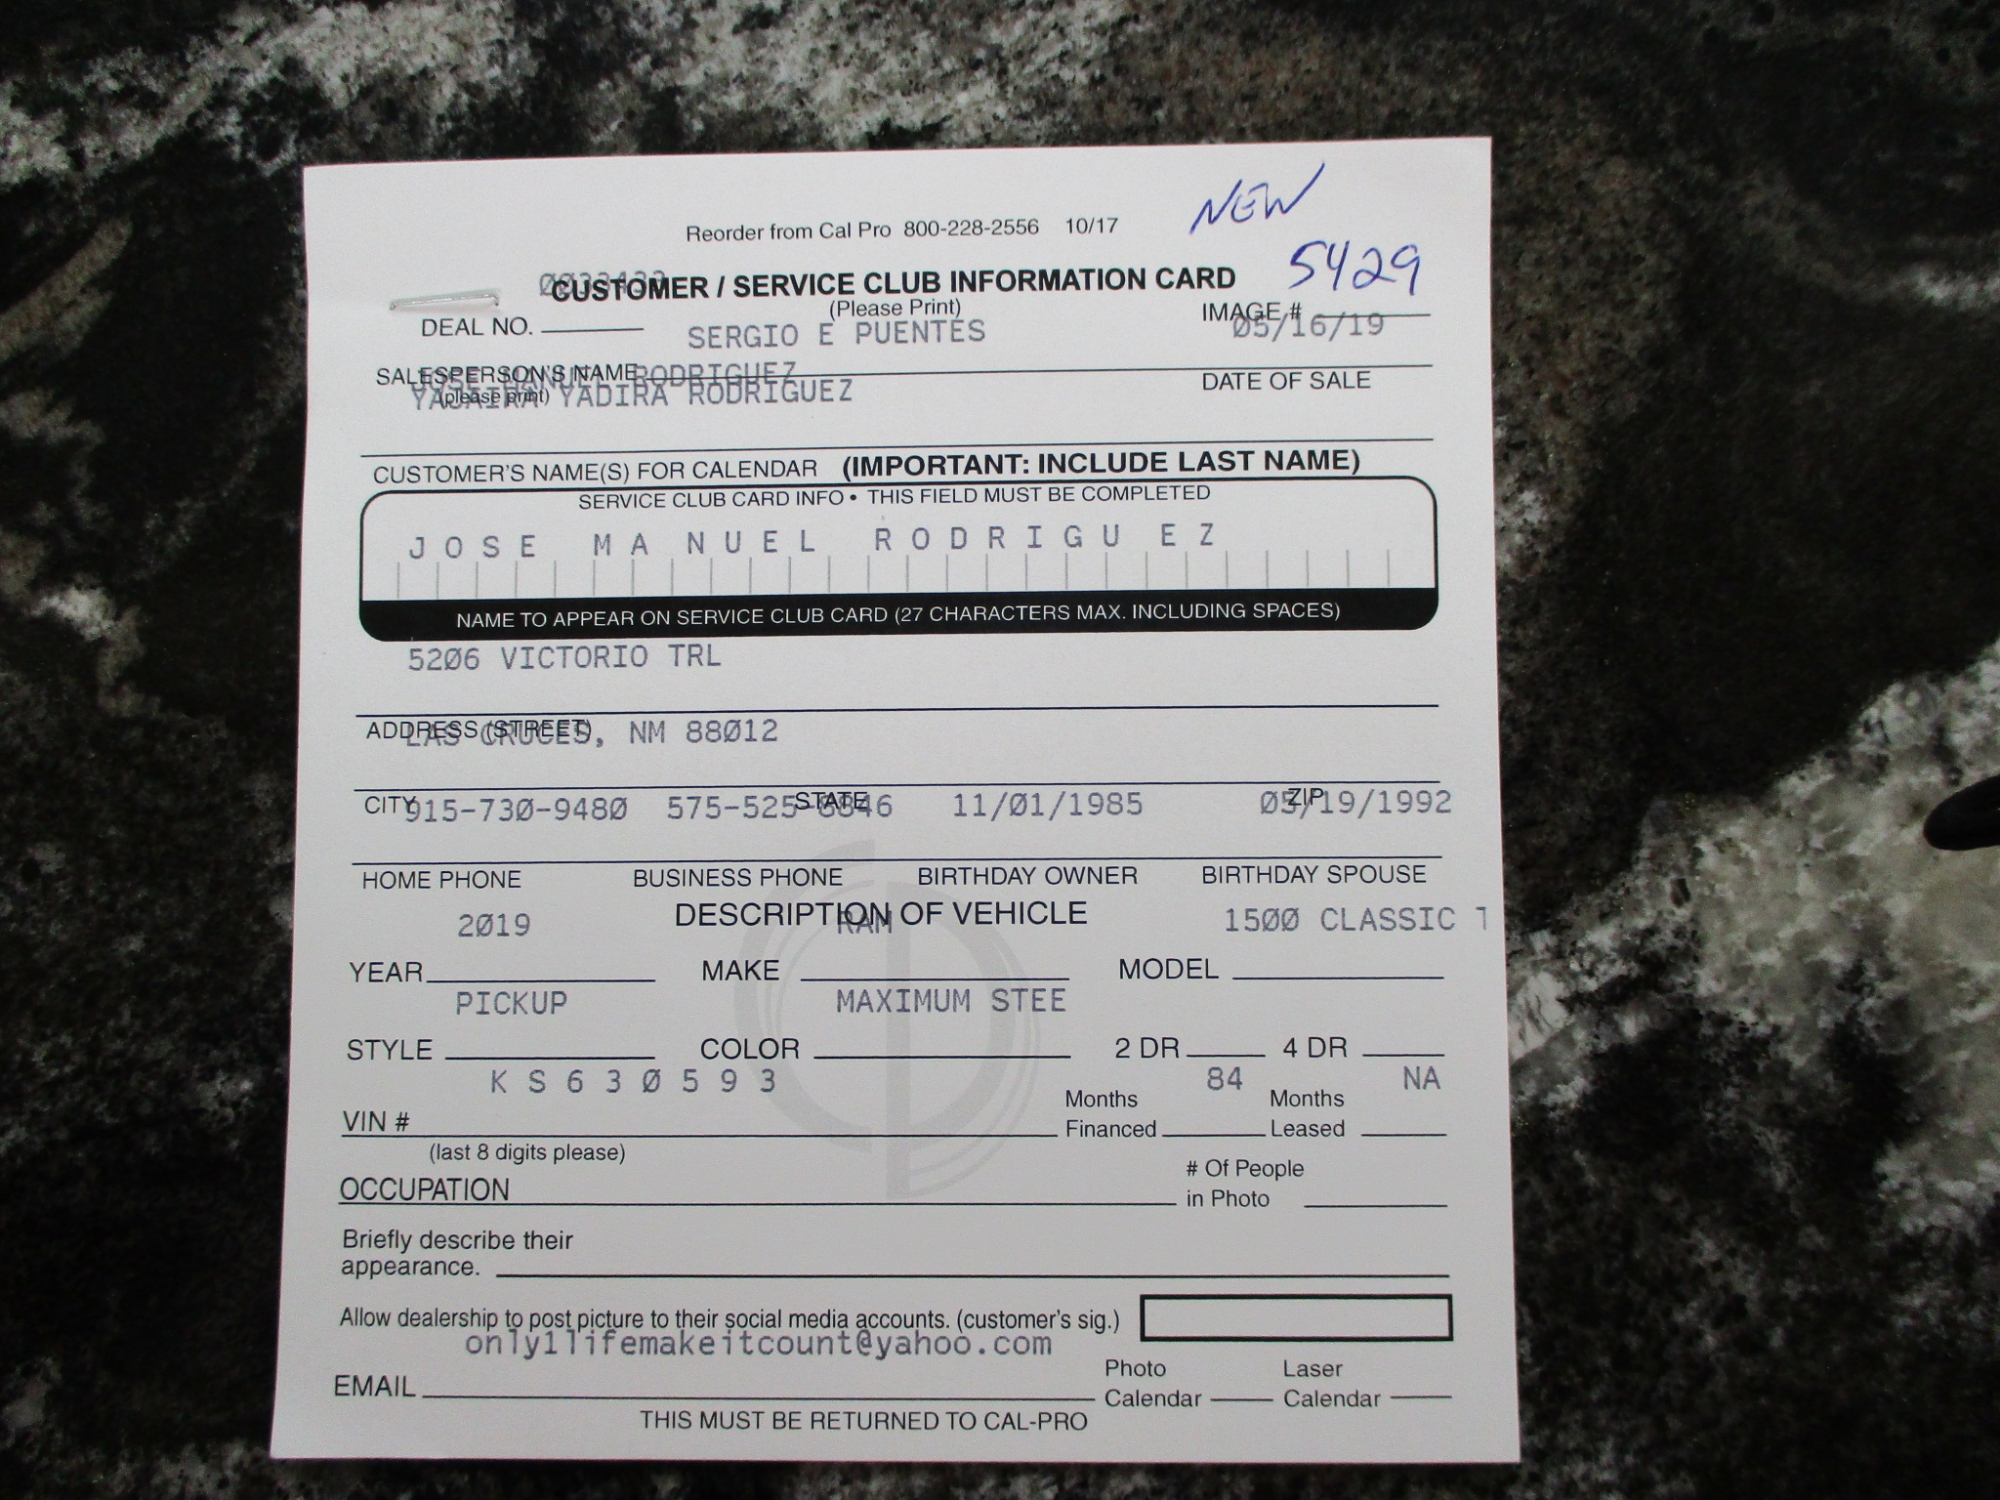 NEW
Reorder from Cal Pro 800-228-2556 10/17
5429
CUSTOMER / SERVICE CLUB INFORMATION CARD
(Please Print)
DEAL NO.
IMAGE #
SERGIO E PUENTES 05/16/19
SALESPERSON'S NAME DATE OF SALE
(please print)
JOSE MANUEL RODRIGUEZ
YAJAIRA YADIRA RODRIGUEZ
CUSTOMER'S NAME(S) FOR CALENDAR (IMPORTANT: INCLUDE LAST NAME)
SERVICE CLUB CARD INFO • THIS FIELD MUST BE COMPLETED
JOSE MANUEL RODRIGUEZ
NAME TO APPEAR ON SERVICE CLUB CARD (27 CHARACTERS MAX. INCLUDING SPACES)
5206 VICTORIO TRL
ADDRESS (STREET)
LAS CRUCES, NM 88012
CITY STATE ZIP
915-730-9480 575-525-8846 11/01/1985 05/19/1992
HOME PHONE BUSINESS PHONE BIRTHDAY OWNER BIRTHDAY SPOUSE
DESCRIPTION OF VEHICLE
2019 RAM 1500 CLASSIC T
YEAR MAKE MODEL
PICKUP MAXIMUM STEE
STYLE COLOR 2 DR 4 DR
KS630593 84 NA
VIN # Months Financed Months Leased
(last 8 digits please)
OCCUPATION # Of People in Photo
Briefly describe their
appearance.
Allow dealership to post picture to their social media accounts. (customer's sig.)
only1lifemakeitcount@yahoo.com
EMAIL Photo Calendar Laser Calendar
THIS MUST BE RETURNED TO CAL-PRO